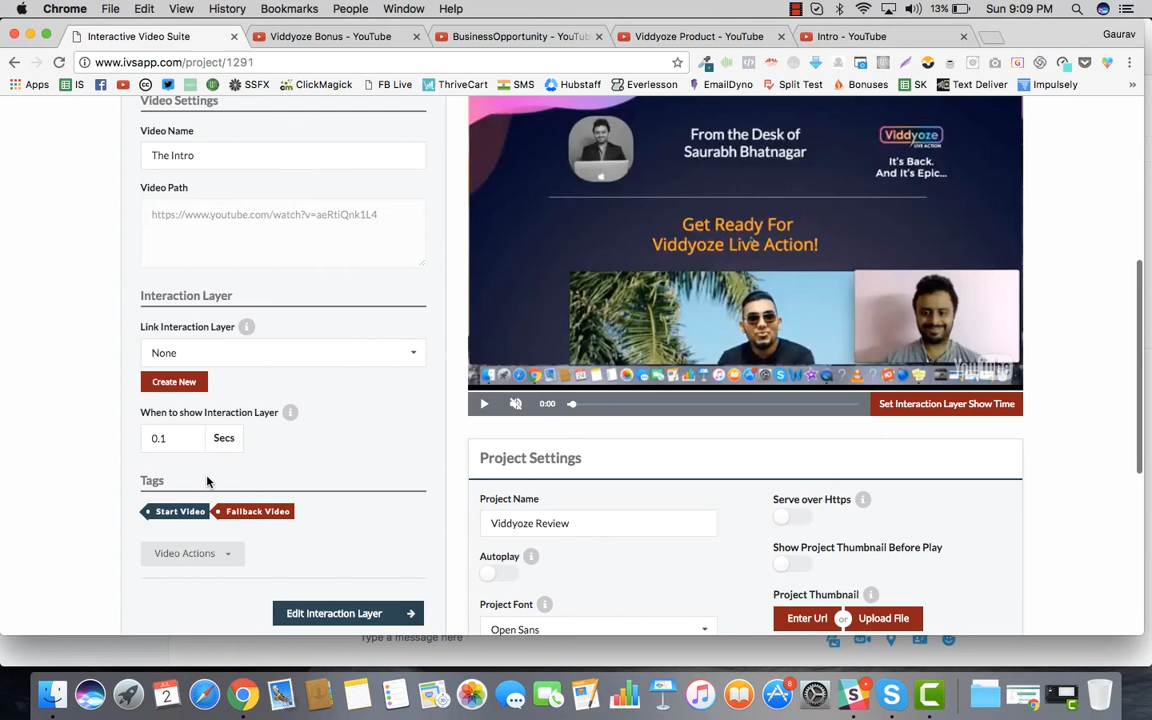 Chrome File Edit View History Bookmarks People Window Help
13% Sun 9:09 PM
Interactive Video Suite
Viddyoze Bonus - YouTube
BusinessOpportunity - YouTub
Viddyoze Product - YouTube
Intro - YouTube
Gaurav
www.ivsapp.com/project/1291
Apps IS SSFX ClickMagick FB Live ThriveCart SMS Hubstaff Everlesson EmailDyno Split Test Bonuses SK Text Deliver Impulsely
Video Settings
Video Name
The Intro
Video Path
https://www.youtube.com/watch?v=aeRtiQnk1L4
Interaction Layer
Link Interaction Layer
None
Create New
When to show Interaction Layer
0.1 Secs
Tags
Start Video Fallback Video
Video Actions
Edit Interaction Layer
From the Desk of
Saurabh Bhatnagar
Viddyoze
LIVE ACTION
It's Back.
And It's Epic...
Get Ready For
Viddyoze Live Action!
YouTube
0:00
Set Interaction Layer Show Time
Project Settings
Project Name
Viddyoze Review
Autoplay
Project Font
Open Sans
Serve over Https
Show Project Thumbnail Before Play
Project Thumbnail
Enter Url or Upload File
Type a message here